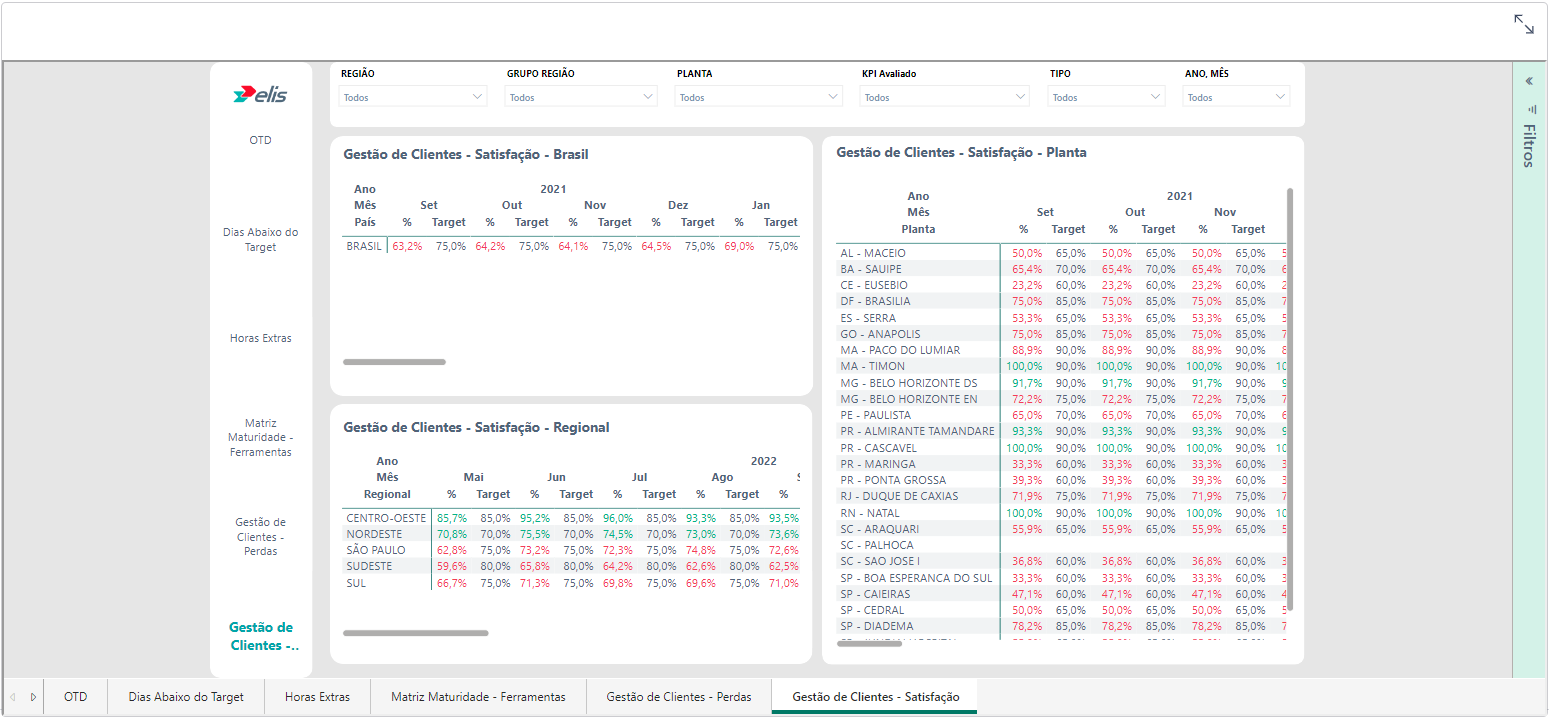 REGIÃO GRUPO REGIÃO PLANTA KPI Avaliado TIPO ANO, MÊS
Todos Todos Todos Todos Todos Todos
Filtros
elis
OTD
Dias Abaixo do
Target
Horas Extras
Matriz
Maturidade -
Ferramentas
Gestão de
Clientes -
Perdas
Gestão de
Clientes -..
Gestão de Clientes - Satisfação - Brasil
Ano 2021
Mês Set Out Nov Dez Jan
País % Target % Target % Target % Target % Target
BRASIL 63,2% 75,0% 64,2% 75,0% 64,1% 75,0% 64,5% 75,0% 69,0% 75,0%
Gestão de Clientes - Satisfação - Regional
Ano 2022
Mês Mai Jun Jul Ago
Regional % Target % Target % Target % Target %
CENTRO-OESTE 85,7% 85,0% 95,2% 85,0% 96,0% 85,0% 93,3% 85,0% 93,5%
NORDESTE 70,8% 70,0% 75,5% 70,0% 74,5% 70,0% 73,0% 70,0% 73,6%
SÃO PAULO 62,8% 75,0% 73,2% 75,0% 72,3% 75,0% 74,8% 75,0% 72,6%
SUDESTE 59,6% 80,0% 65,8% 80,0% 64,2% 80,0% 62,6% 80,0% 62,5%
SUL 66,7% 75,0% 71,3% 75,0% 69,8% 75,0% 69,6% 75,0% 71,0%
Gestão de Clientes - Satisfação - Planta
Ano 2021
Mês Set Out Nov
Planta % Target % Target % Target
AL - MACEIO 50,0% 65,0% 50,0% 65,0% 50,0% 65,0%
BA - SAUIPE 65,4% 70,0% 65,4% 70,0% 65,4% 70,0%
CE - EUSEBIO 23,2% 60,0% 23,2% 60,0% 23,2% 60,0%
DF - BRASILIA 75,0% 85,0% 75,0% 85,0% 75,0% 85,0%
ES - SERRA 53,3% 65,0% 53,3% 65,0% 53,3% 65,0%
GO - ANAPOLIS 75,0% 85,0% 75,0% 85,0% 75,0% 85,0%
MA - PACO DO LUMIAR 88,9% 90,0% 88,9% 90,0% 88,9% 90,0%
MA - TIMON 100,0% 90,0% 100,0% 90,0% 100,0% 90,0%
MG - BELO HORIZONTE DS 91,7% 90,0% 91,7% 90,0% 91,7% 90,0%
MG - BELO HORIZONTE EN 72,2% 75,0% 72,2% 75,0% 72,2% 75,0%
PE - PAULISTA 65,0% 70,0% 65,0% 70,0% 65,0% 70,0%
PR - ALMIRANTE TAMANDARE 93,3% 90,0% 93,3% 90,0% 93,3% 90,0%
PR - CASCAVEL 100,0% 90,0% 100,0% 90,0% 100,0% 90,0%
PR - MARINGA 33,3% 60,0% 33,3% 60,0% 33,3% 60,0%
PR - PONTA GROSSA 39,3% 60,0% 39,3% 60,0% 39,3% 60,0%
RJ - DUQUE DE CAXIAS 71,9% 75,0% 71,9% 75,0% 71,9% 75,0%
RN - NATAL 100,0% 90,0% 100,0% 90,0% 100,0% 90,0%
SC - ARAQUARI 55,9% 65,0% 55,9% 65,0% 55,9% 65,0%
SC - PALHOCA
SC - SAO JOSE I 36,8% 60,0% 36,8% 60,0% 36,8% 60,0%
SP - BOA ESPERANCA DO SUL 33,3% 60,0% 33,3% 60,0% 33,3% 60,0%
SP - CAIEIRAS 47,1% 60,0% 47,1% 60,0% 47,1% 60,0%
SP - CEDRAL 50,0% 65,0% 50,0% 65,0% 50,0% 65,0%
SP - DIADEMA 78,2% 85,0% 78,2% 85,0% 78,2% 85,0%
OTD Dias Abaixo do Target Horas Extras Matriz Maturidade - Ferramentas Gestão de Clientes - Perdas Gestão de Clientes - Satisfação